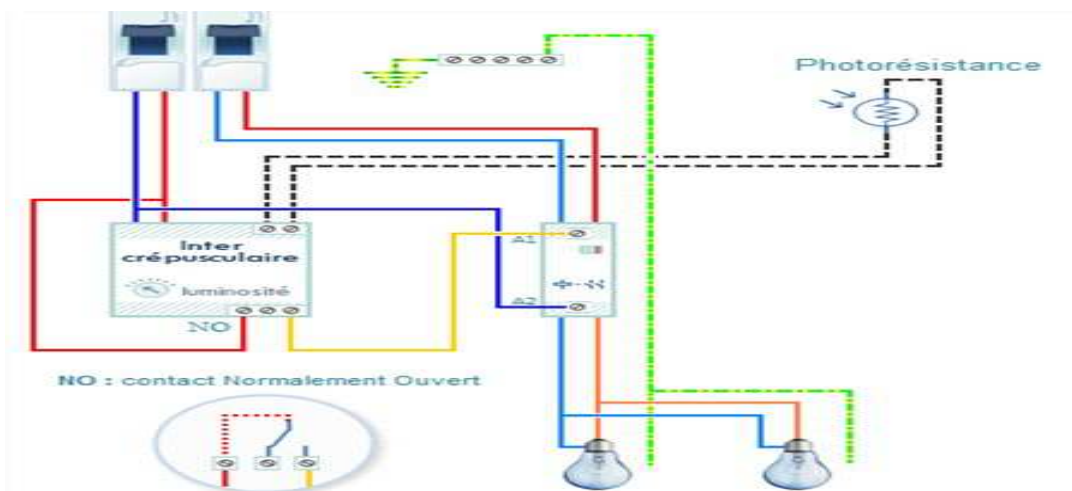 Photorésistance
Inter
crépusculaire
luminosité
A1
A2
NO
NO : contact Normalement Ouvert